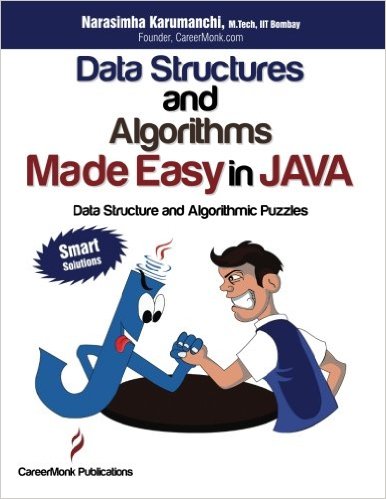 Narasimha Karumanchi, M.Tech, IIT Bombay
Founder, CareerMonk.com
Data Structures
and
Algorithms
Made Easy in JAVA
Data Structure and Algorithmic Puzzles
Smart
Solutions
CareerMonk Publications